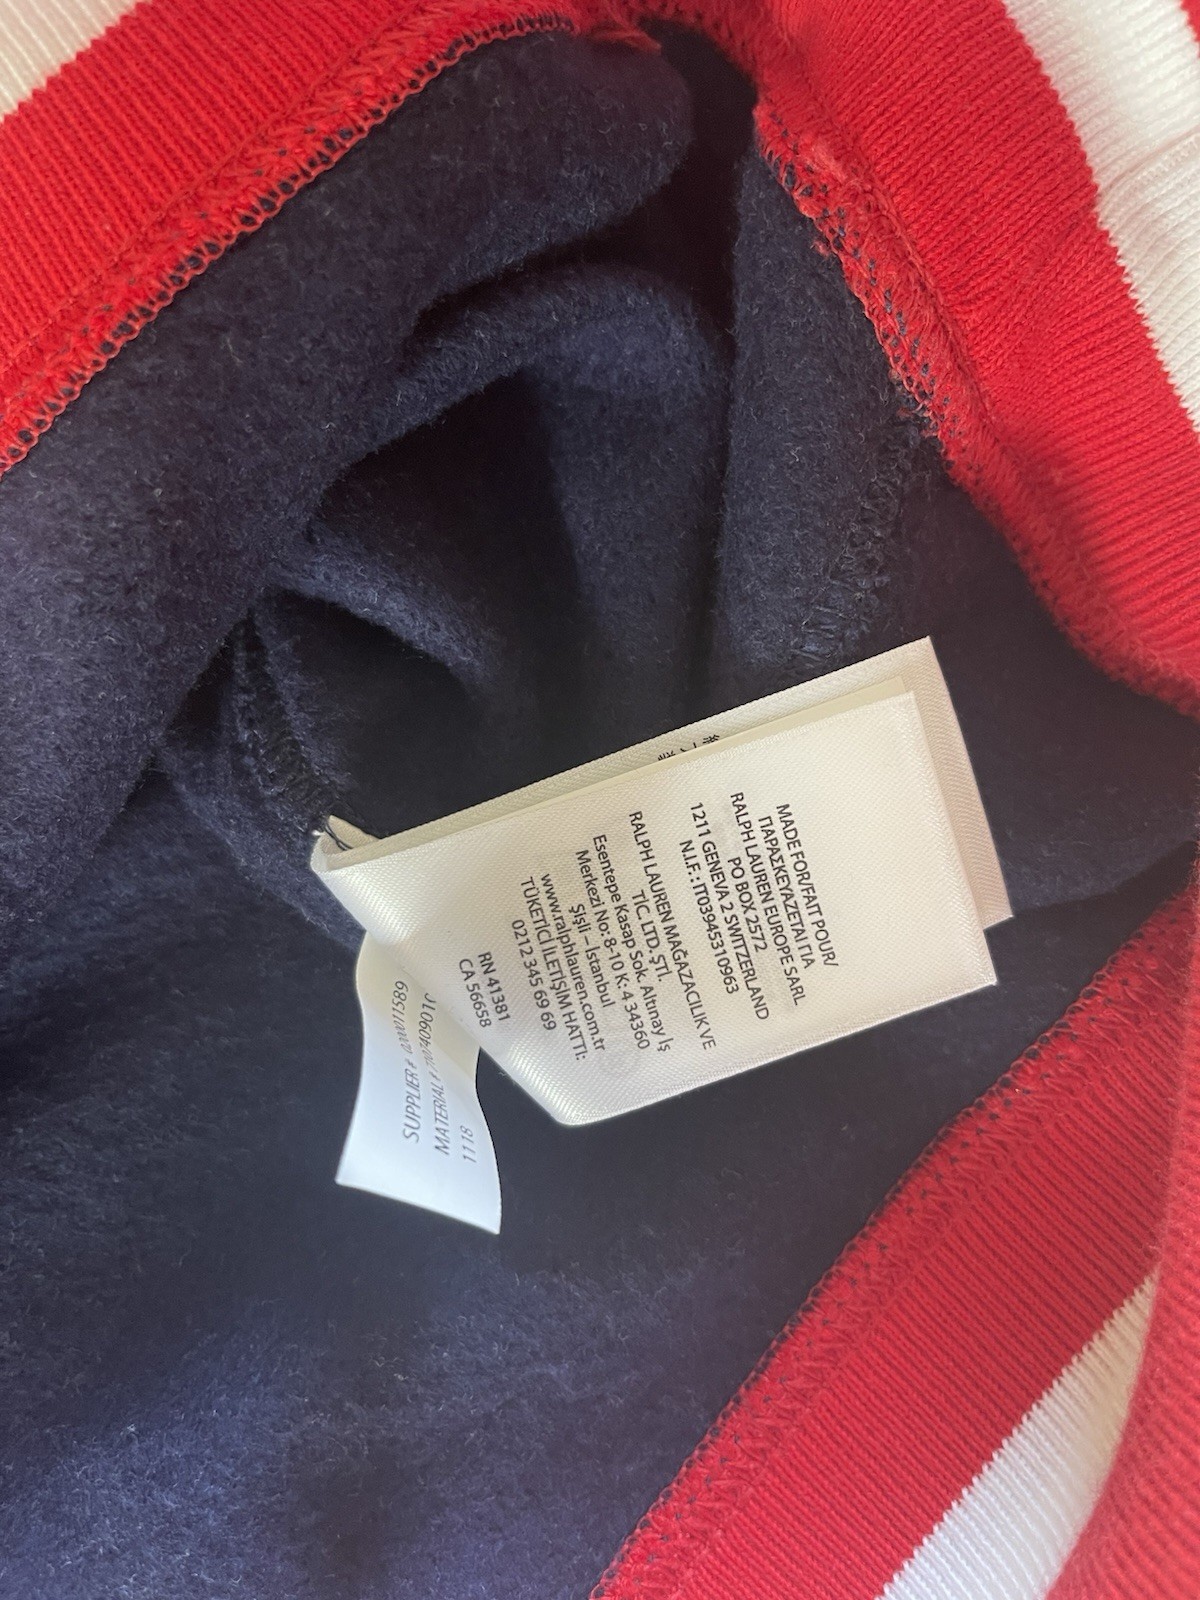 MADE FOR/FAIT POUR/
ΠΑΡΑΣΚΕΥΑΖΕΤΑΙ ΓΙΑ
RALPH LAUREN EUROPE SARL
PO BOX 2572
1211 GENEVA 2 SWITZERLAND
N.I.F.: IT03945310963
RALPH LAUREN MAĞAZACILIK VE
TİC. LTD. ŞTİ.
Esentepe Kasap Sok. Altınay İş
Merkezi No: 8-10 K: 4 34360
Şişli – İstanbul
www.ralphlauren.com.tr
TÜKETİCİ İLETİŞİM HATTI:
0212 345 69 69
RN 41381
CA 56658
SUPPLIER #
MATERIAL #
1118